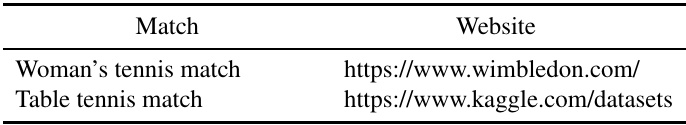 Match Website
Woman's tennis match https://www.wimbledon.com/
Table tennis match https://www.kaggle.com/datasets